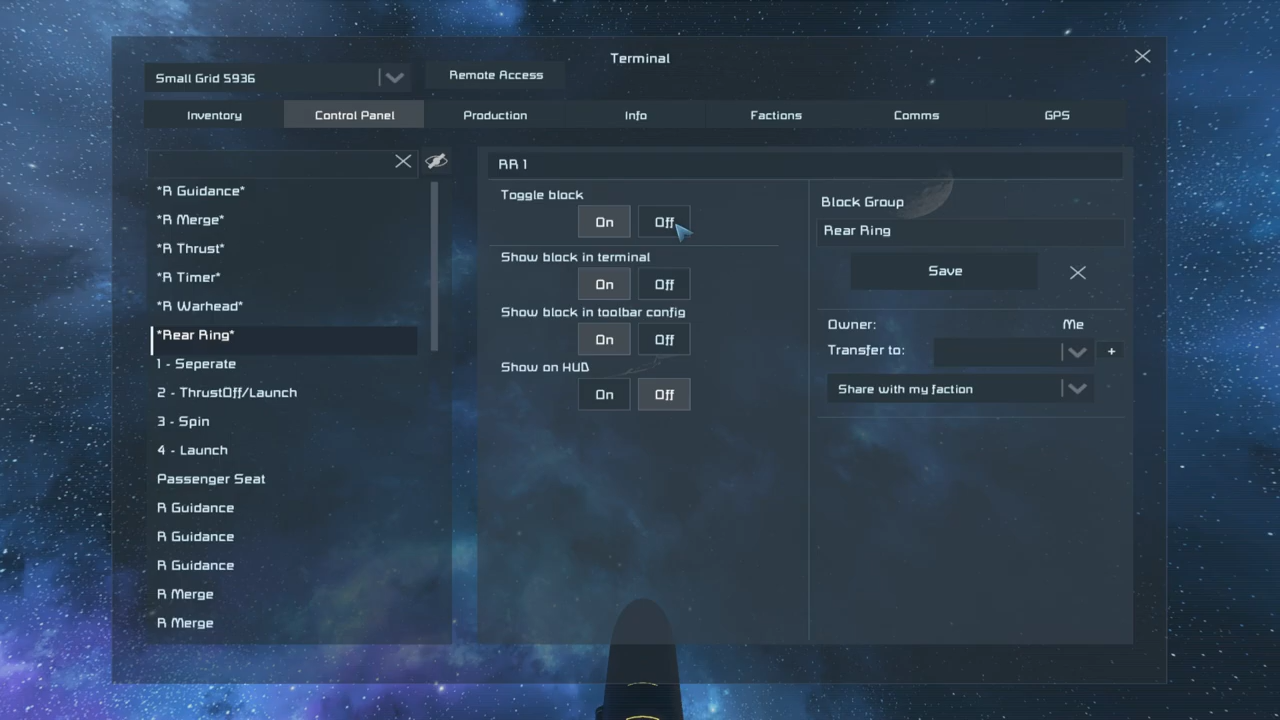 Terminal
Small Grid 5936
Remote Access
Inventory
Control Panel
Production
Info
Factions
Comms
GPS
*R Guidance*
*R Merge*
*R Thrust*
*R Timer*
*R Warhead*
*Rear Ring*
1 - Seperate
2 - ThrustOff/Launch
3 - Spin
4 - Launch
Passenger Seat
R Guidance
R Guidance
R Guidance
R Merge
R Merge
RR 1
Toggle block
On Off
Show block in terminal
On Off
Show block in toolbar config
On Off
Show on HUD
On Off
Block Group
Rear Ring
Save
Owner: Me
Transfer to:
+
Share with my faction